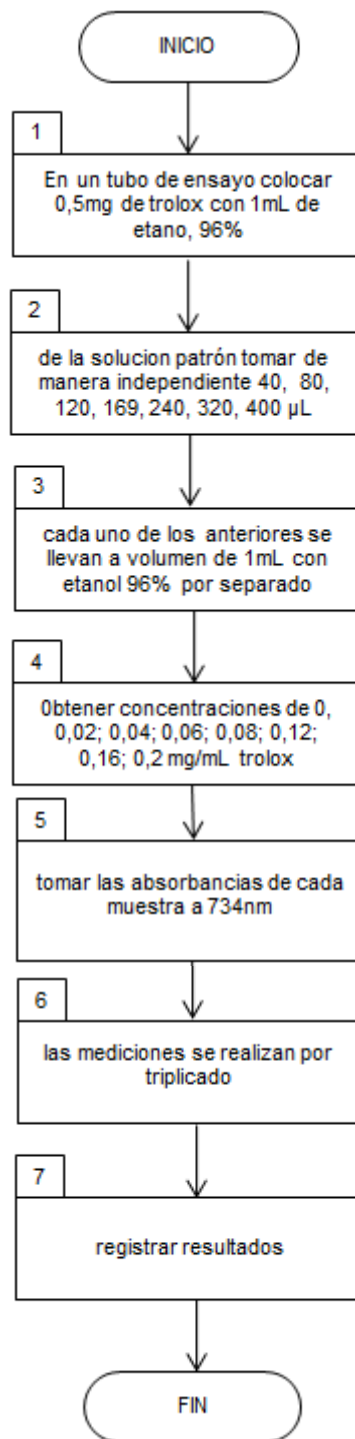 INICIO
1
En un tubo de ensayo colocar
0,5mg de trolox con 1mL de
etano, 96%
2
de la solucion patrón tomar de
manera independiente 40, 80,
120, 169, 240, 320, 400 µL
3
cada uno de los anteriores se
llevan a volumen de 1mL con
etanol 96% por separado
4
Obtener concentraciones de 0,
0,02; 0,04; 0,06; 0,08; 0,12;
0,16; 0,2 mg/mL trolox
5
tomar las absorbancias de cada
muestra a 734nm
6
las mediciones se realizan por
triplicado
7
registrar resultados
FIN